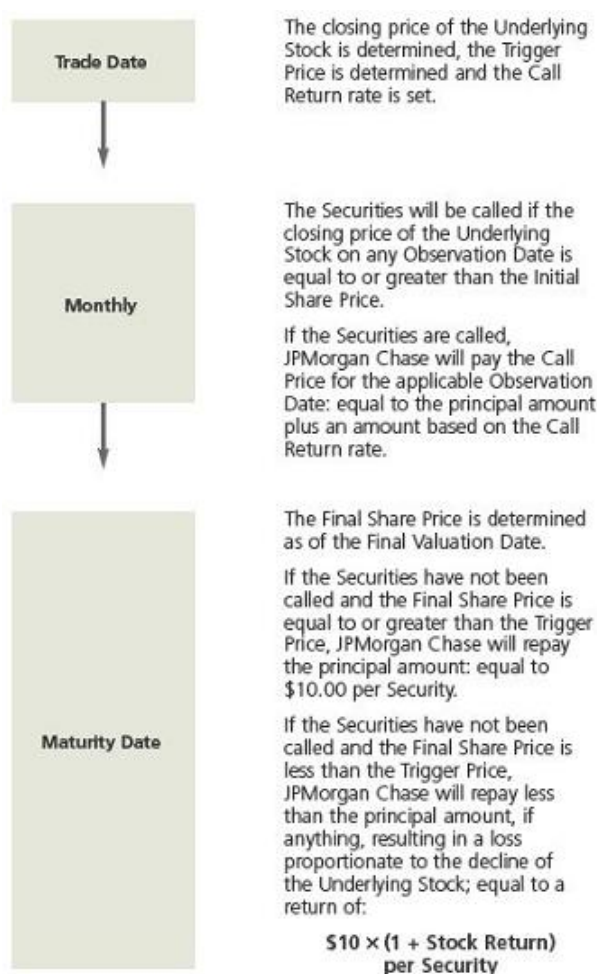 Trade Date
The closing price of the Underlying
Stock is determined, the Trigger
Price is determined and the Call
Return rate is set.
Monthly
The Securities will be called if the
closing price of the Underlying
Stock on any Observation Date is
equal to or greater than the Initial
Share Price.
If the Securities are called,
JPMorgan Chase will pay the Call
Price for the applicable Observation
Date: equal to the principal amount
plus an amount based on the Call
Return rate.
Maturity Date
The Final Share Price is determined
as of the Final Valuation Date.
If the Securities have not been
called and the Final Share Price is
equal to or greater than the Trigger
Price, JPMorgan Chase will repay
the principal amount: equal to
$10.00 per Security.
If the Securities have not been
called and the Final Share Price is
less than the Trigger Price,
JPMorgan Chase will repay less
than the principal amount, if
anything, resulting in a loss
proportionate to the decline of
the Underlying Stock; equal to a
return of:
$10 × (1 + Stock Return)
per Security